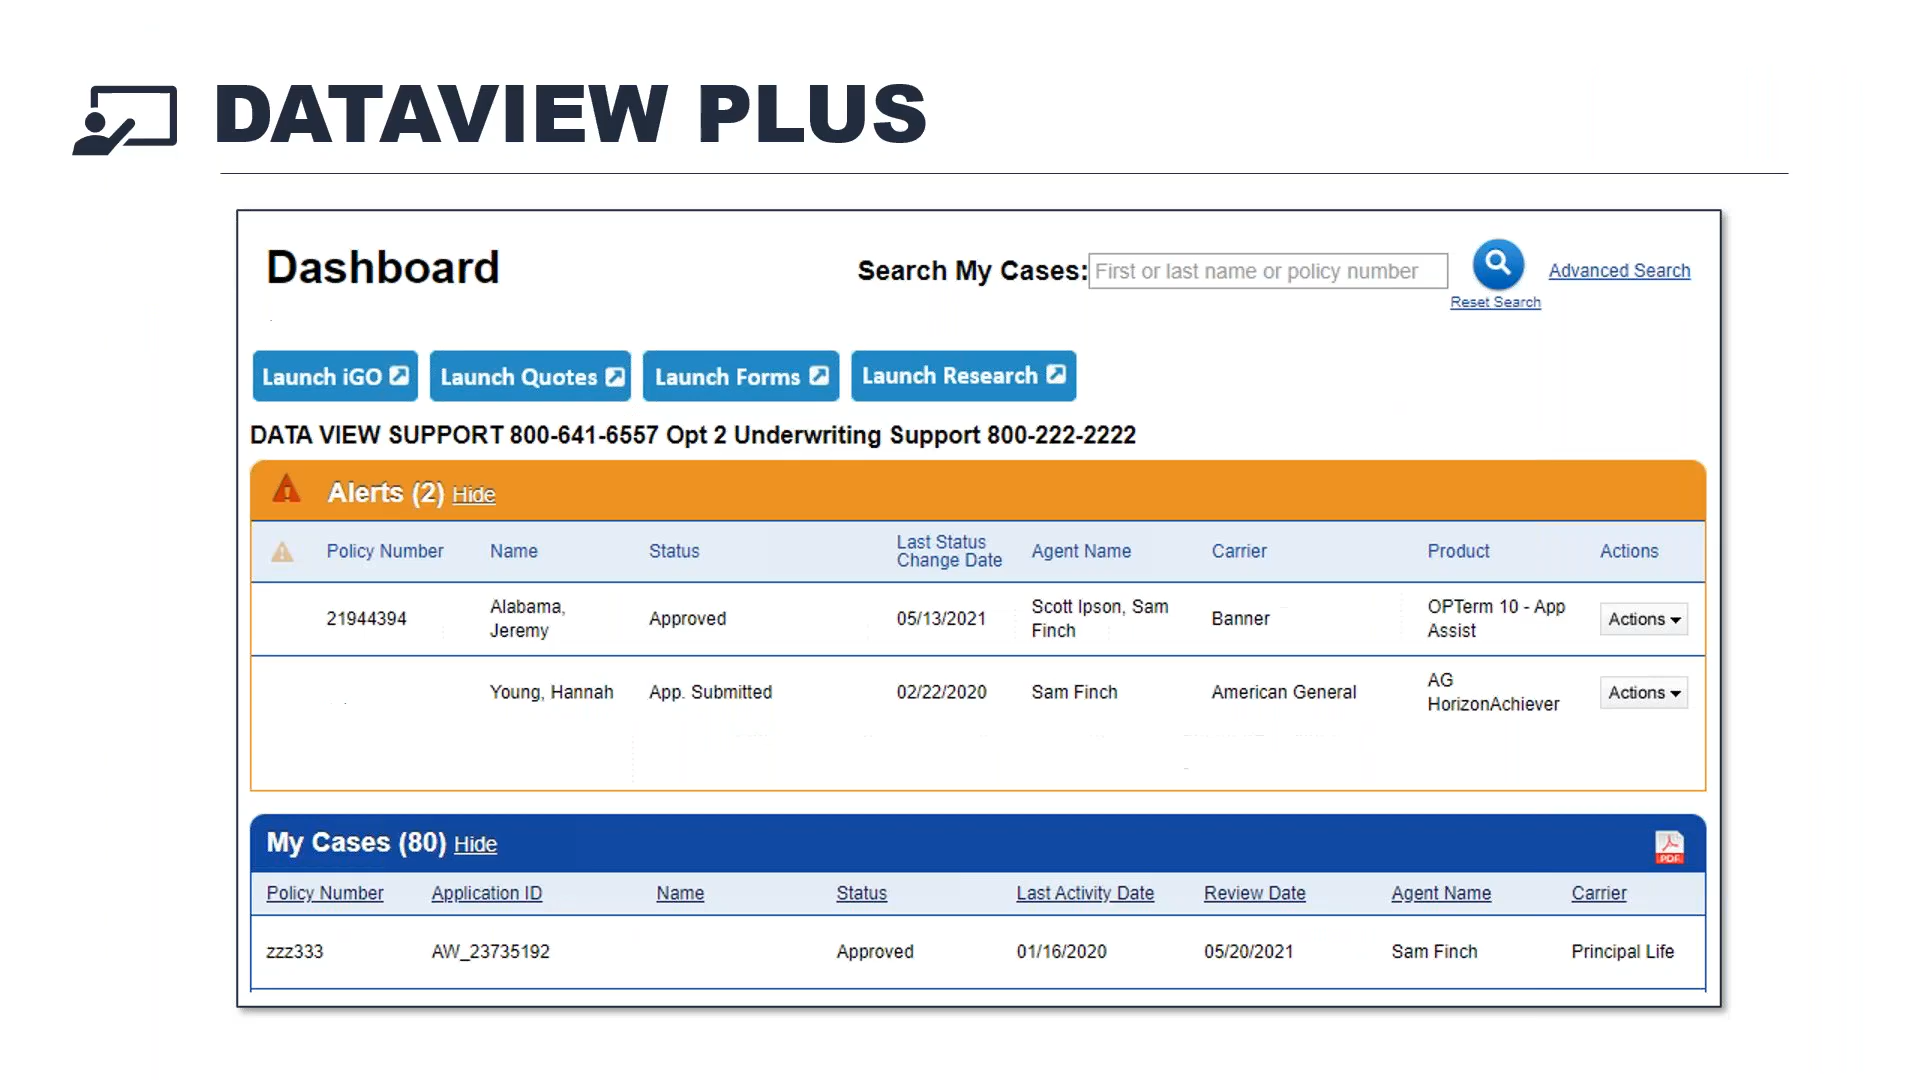 DATAVIEW PLUS
Dashboard
Search My Cases: First or last name or policy number
Advanced Search
Reset Search
Launch iGO
Launch Quotes
Launch Forms
Launch Research
DATA VIEW SUPPORT 800-641-6557 Opt 2 Underwriting Support 800-222-2222
Alerts (2) Hide
Policy Number Name Status Last Status Change Date Agent Name Carrier Product Actions
21944394 Alabama, Jeremy Approved 05/13/2021 Scott Ipson, Sam Finch Banner OPTerm 10 - App Assist Actions
Young, Hannah App. Submitted 02/22/2020 Sam Finch American General AG HorizonAchiever Actions
My Cases (80) Hide
PDF
Policy Number Application ID Name Status Last Activity Date Review Date Agent Name Carrier
zzz333 AW_23735192 Approved 01/16/2020 05/20/2021 Sam Finch Principal Life